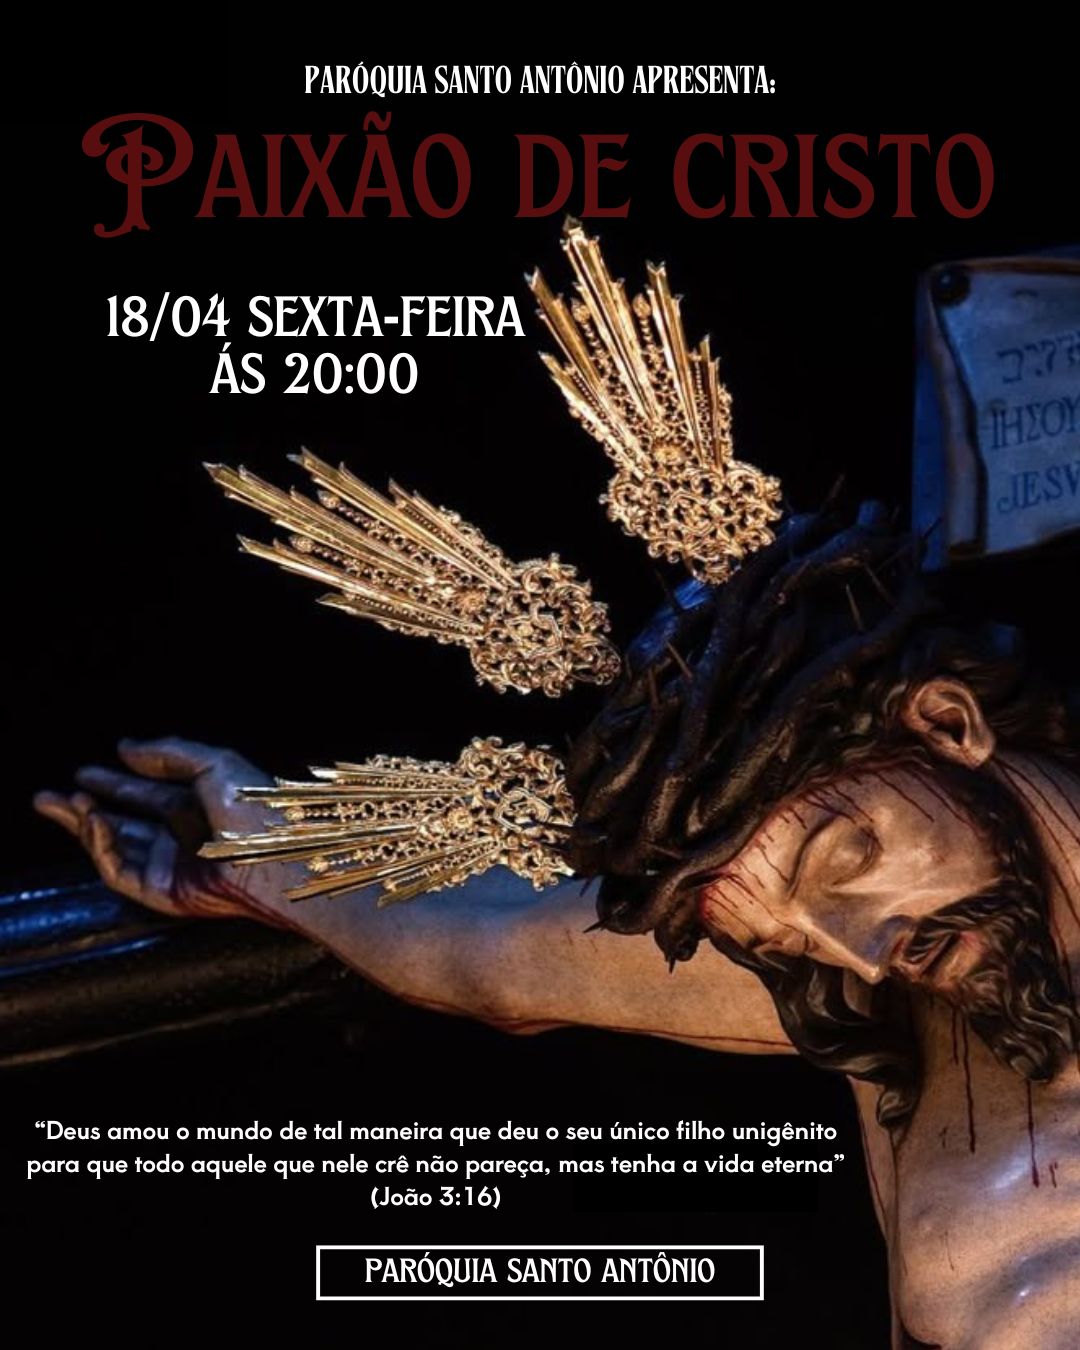 PARÓQUIA SANTO ANTÔNIO APRESENTA:
PAIXÃO DE CRISTO
18/04 SEXTA-FEIRA
ÁS 20:00
ΙΗΣΟΥ
JESV
“Deus amou o mundo de tal maneira que deu o seu único filho unigênito
para que todo aquele que nele crê não pareça, mas tenha a vida eterna”
(João 3:16)
PARÓQUIA SANTO ANTÔNIO